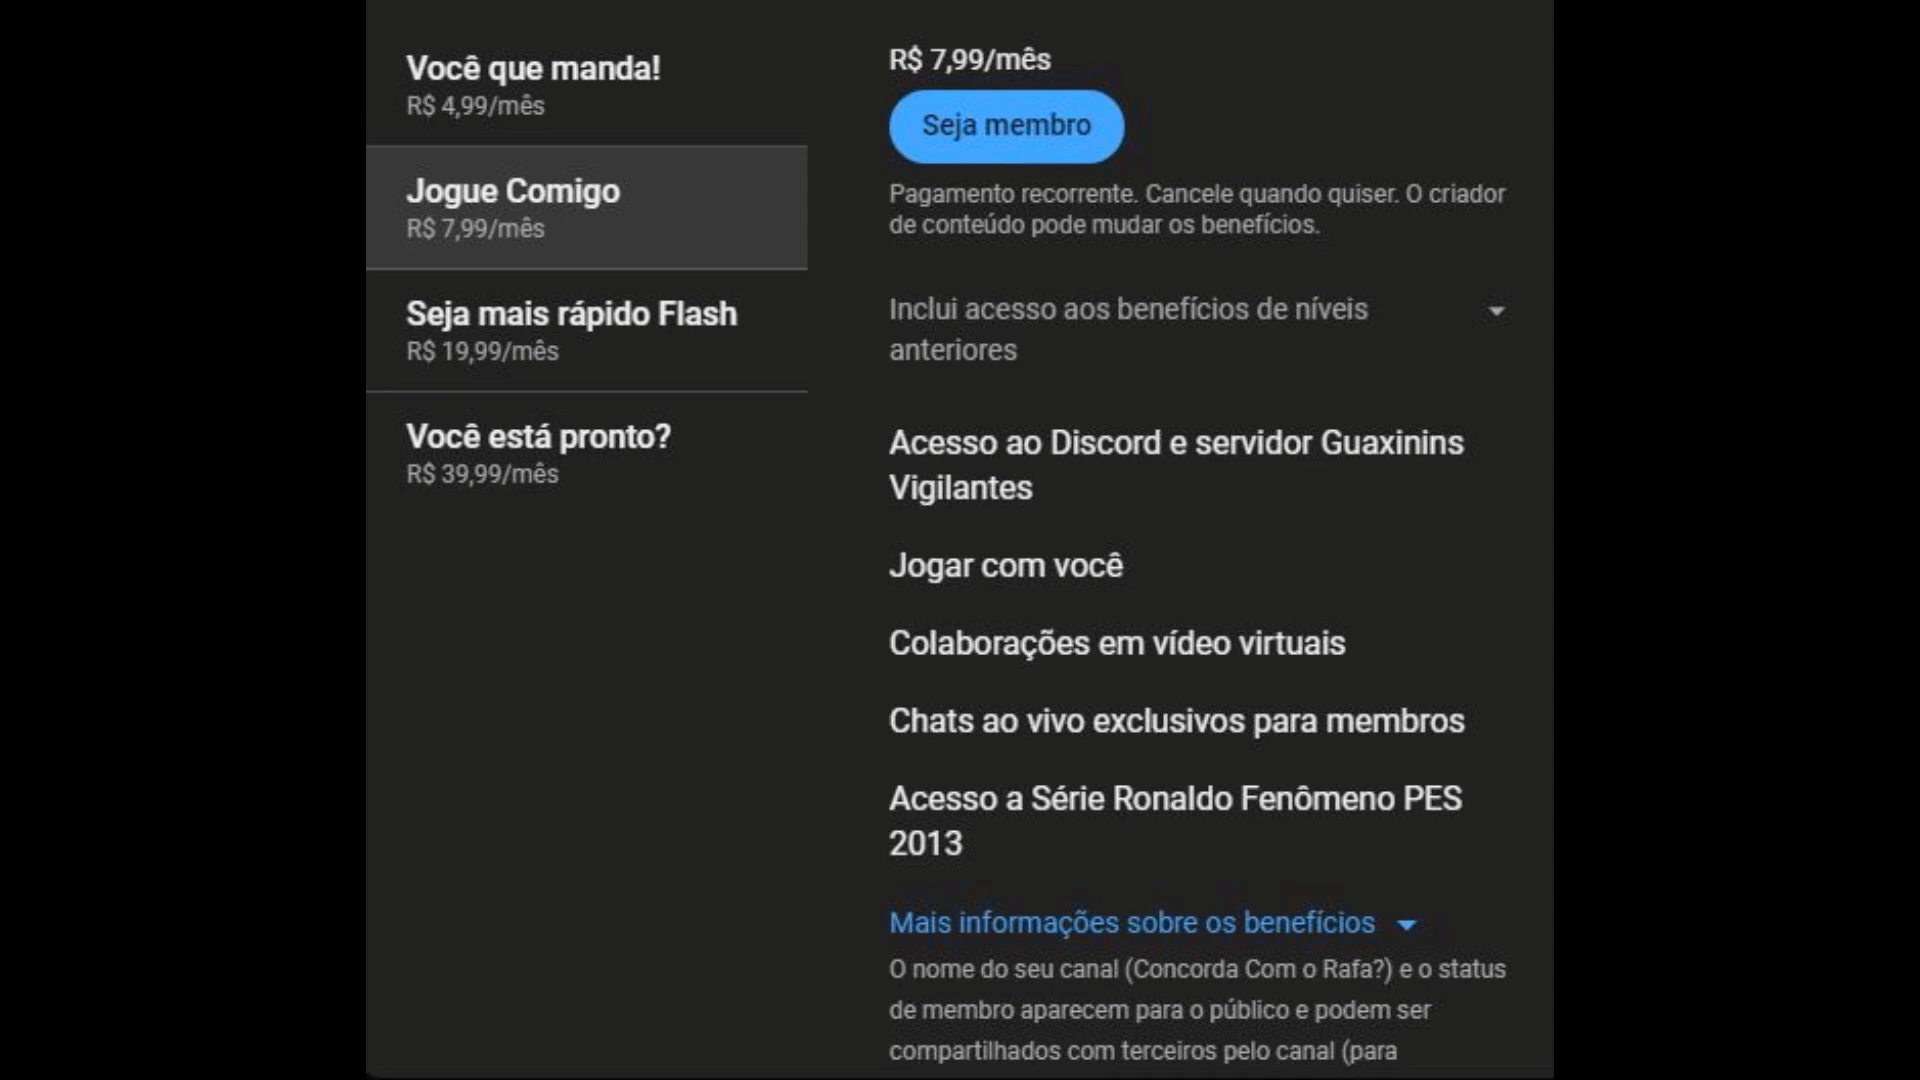 Você que manda!
R$ 4,99/mês
Jogue Comigo
R$ 7,99/mês
Seja mais rápido Flash
R$ 19,99/mês
Você está pronto?
R$ 39,99/mês
R$ 7,99/mês
Seja membro
Pagamento recorrente. Cancele quando quiser. O criador
de conteúdo pode mudar os benefícios.
Inclui acesso aos benefícios de níveis
anteriores
Acesso ao Discord e servidor Guaxinins
Vigilantes
Jogar com você
Colaborações em vídeo virtuais
Chats ao vivo exclusivos para membros
Acesso a Série Ronaldo Fenômeno PES
2013
Mais informações sobre os benefícios
O nome do seu canal (Concorda Com o Rafa?) e o status
de membro aparecem para o público e podem ser
compartilhados com terceiros pelo canal (para